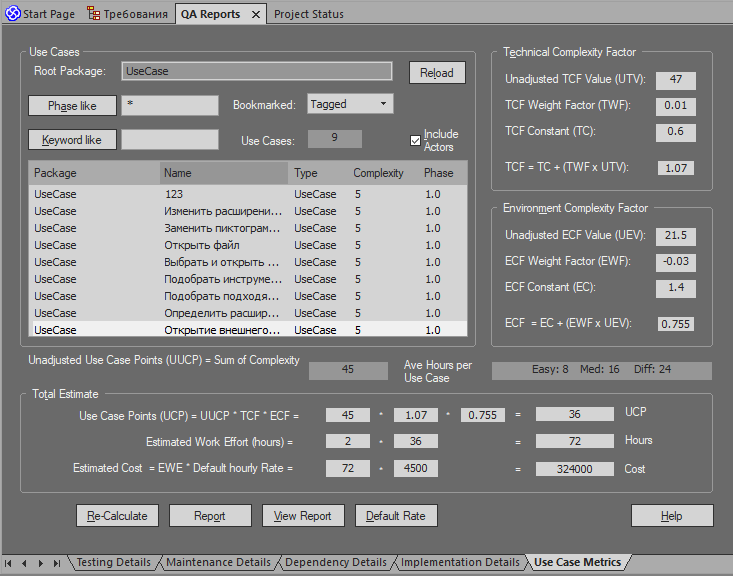 Start Page Требования QA Reports Project Status
Use Cases
Root Package: UseCase Reload
Phase like * Bookmarked: Tagged
Keyword like Use Cases: 9 Include Actors
Package Name Type Complexity Phase
UseCase 123 UseCase 5 1.0
UseCase Изменить расширени... UseCase 5 1.0
UseCase Заменить пиктограм... UseCase 5 1.0
UseCase Открыть файл UseCase 5 1.0
UseCase Выбрать и открыть ... UseCase 5 1.0
UseCase Подобрать инструме... UseCase 5 1.0
UseCase Подобрать подходя... UseCase 5 1.0
UseCase Определить расшир... UseCase 5 1.0
UseCase Открытие внешнего... UseCase 5 1.0
Technical Complexity Factor
Unadjusted TCF Value (UTV): 47
TCF Weight Factor (TWF): 0.01
TCF Constant (TC): 0.6
TCF = TC + (TWF x UTV): 1.07
Environment Complexity Factor
Unadjusted ECF Value (UEV): 21.5
ECF Weight Factor (EWF): -0.03
ECF Constant (EC): 1.4
ECF = EC + (EWF x UEV): 0.755
Unadjusted Use Case Points (UUCP) = Sum of Complexity 45
Ave Hours per Use Case Easy: 8 Med: 16 Diff: 24
Total Estimate
Use Case Points (UCP) = UUCP * TCF * ECF = 45 * 1.07 * 0.755 = 36 UCP
Estimated Work Effort (hours) = 2 * 36 = 72 Hours
Estimated Cost = EWE * Default hourly Rate = 72 * 4500 = 324000 Cost
Re-Calculate Report View Report Default Rate Help
Testing Details Maintenance Details Dependency Details Implementation Details Use Case Metrics